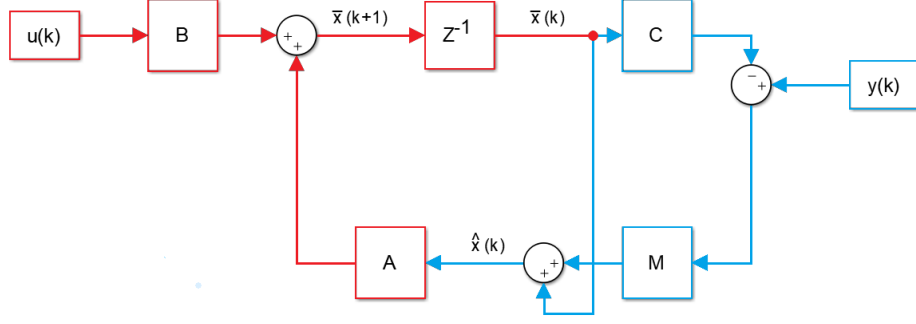 x̅ (k+1)
x̅ (k)
u(k)
B
+
+
Z⁻¹
C
−
+
y(k)
x̂ (k)
A
+
+
M